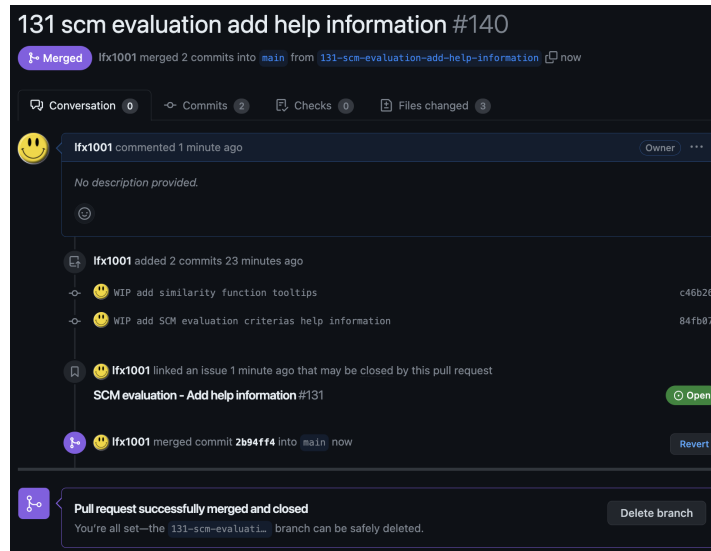 131 scm evaluation add help information #140
Merged lfx1001 merged 2 commits into main from 131-scm-evaluation-add-help-information now
Conversation 0 Commits 2 Checks 0 Files changed 3
lfx1001 commented 1 minute ago Owner ...
No description provided.
lfx1001 added 2 commits 23 minutes ago
WIP add similarity function tooltips c46b26
WIP add SCM evaluation criterias help information 84fb07
lfx1001 linked an issue 1 minute ago that may be closed by this pull request
SCM evaluation - Add help information #131 Open
lfx1001 merged commit 2b94ff4 into main now Revert
Pull request successfully merged and closed
You're all set—the 131-scm-evaluati… branch can be safely deleted. Delete branch